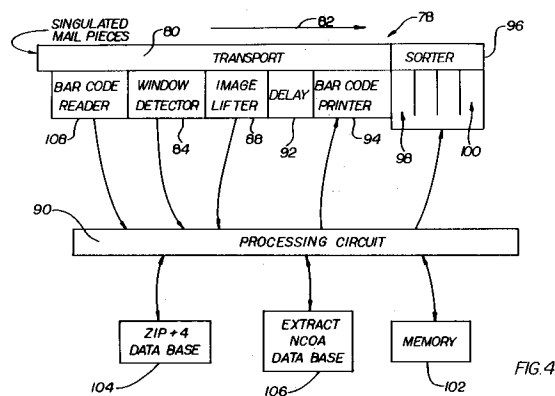 SINGULATED
MAIL PIECES
80
82
78
96
TRANSPORT
SORTER
BAR CODE
READER
WINDOW
DETECTOR
IMAGE
LIFTER
DELAY
BAR CODE
PRINTER
108
84
88
92
94
98
100
90
PROCESSING CIRCUIT
ZIP + 4
DATA BASE
EXTRACT
NCOA
DATA BASE
MEMORY
104
106
102
FIG.4